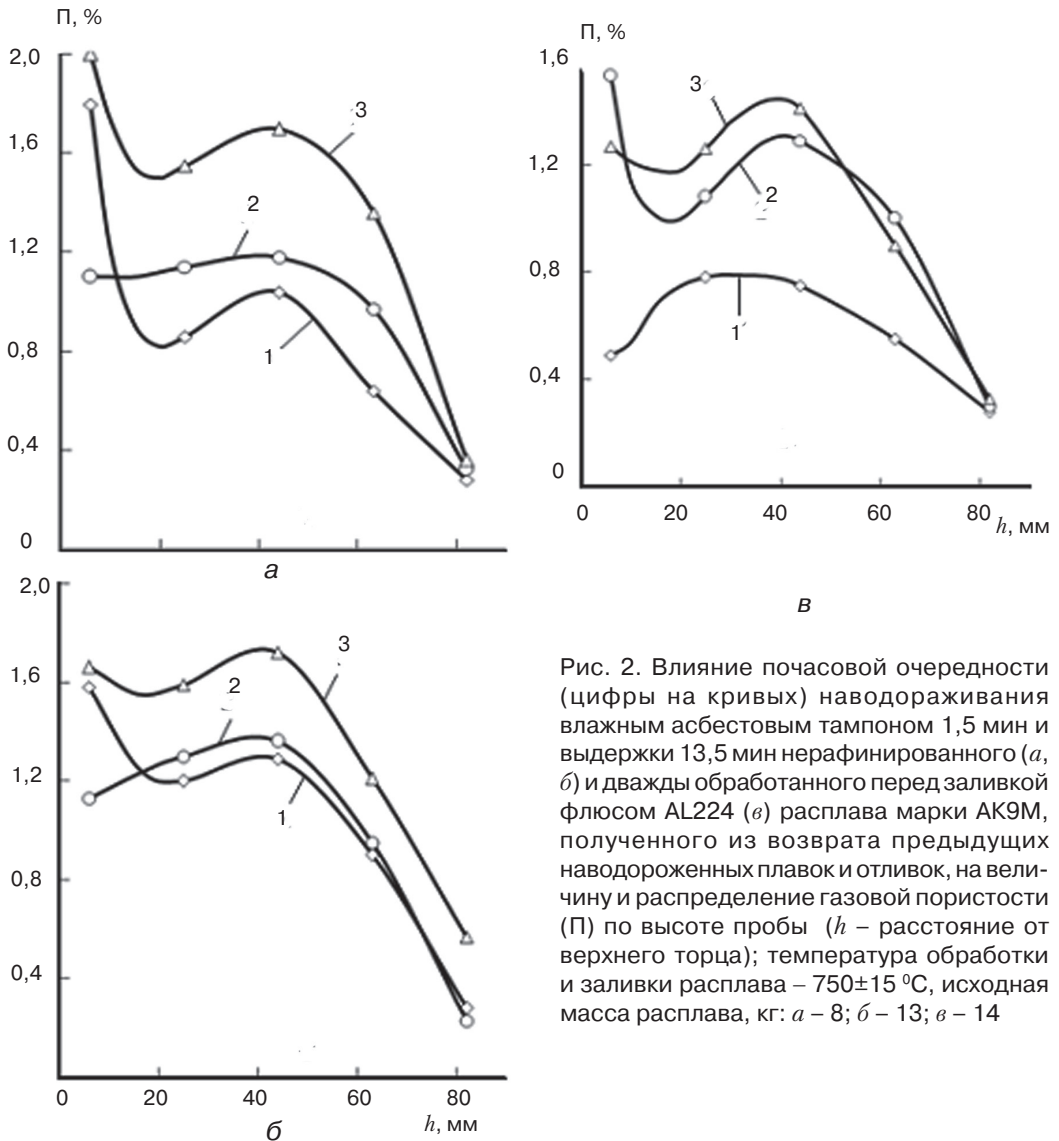 П, %
2,0
1,6
1,2
0,8
0,4
0
3
2
1
а
П, %
1,6
1,2
0,8
0,4
0
3
2
1
0 20 40 60 80
h, мм
в
2,0
1,6
1,2
0,8
0,4
3
2
1
0 20 40 60 80
h, мм
б
Рис. 2. Влияние почасовой очередности
(цифры на кривых) наводораживания
влажным асбестовым тампоном 1,5 мин и
выдержки 13,5 мин нерафинированного (а,
б) и дважды обработанного перед заливкой
флюсом AL224 (в) расплава марки АК9М,
полученного из возврата предыдущих
наводороженных плавок и отливок, на вели-
чину и распределение газовой пористости
(П) по высоте пробы (h – расстояние от
верхнего торца); температура обработки
и заливки расплава – 750±15 ⁰С, исходная
масса расплава, кг: а – 8; б – 13; в – 14